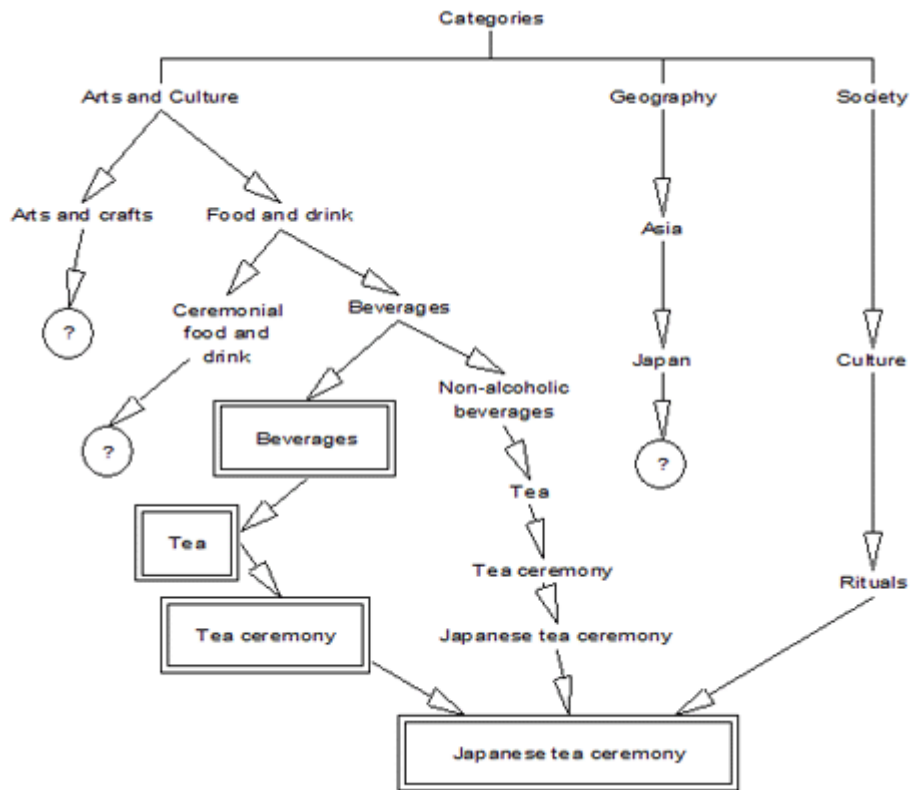 Categories
Arts and Culture
Geography
Society
Arts and crafts
Food and drink
Asia
Ceremonial
food and
drink
Beverages
?
Japan
Culture
Non-alcoholic
beverages
Beverages
?
?
Tea
Tea
Tea ceremony
Rituals
Tea ceremony
Japanese tea ceremony
Japanese tea ceremony